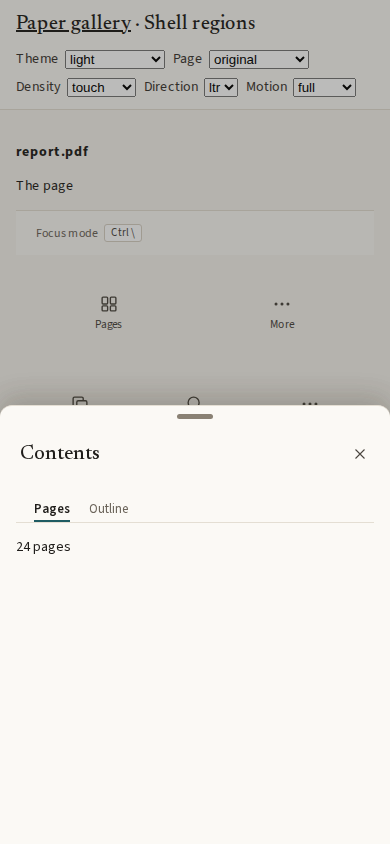 Paper gallery · Shell regions
Theme light Page original
Density touch Direction ltr Motion full
report.pdf
The page
Focus mode Ctrl \
Pages More
Contents
Pages Outline
24 pages